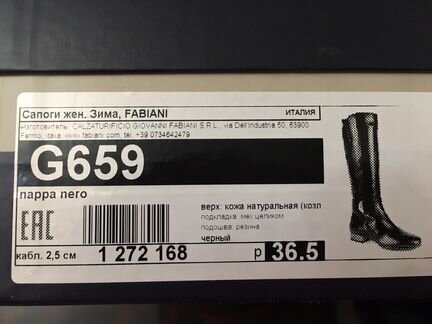 Сапоги жен. Зима, FABIANI ИТАЛИЯ
Изготовитель: CALZATURIFICIO GIOVANNI FABIANI S.R.L., via Dell'industria 50, 63900
Fermo, Italia, www.fabiani.com, tel. +39.0734642479
G659
nappa nero
EAC
верх: кожа натуральная (козл
подкладка: мех целиком
подошва: резина
черный
кабл. 2,5 см
1 272 168
р 36.5